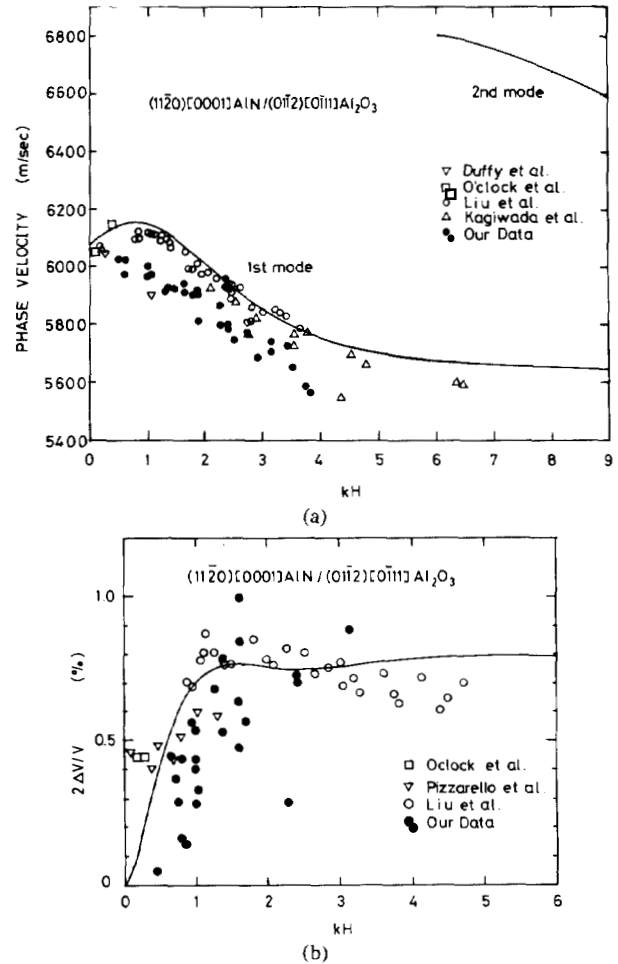 6800
6800
6400
6200
6000
5800
5600
5400
PHASE VELOCITY (m/sec)
(112̄0)[0001]AlN/(011̄2)[01̄11]Al₂O₃
2nd mode
▽ Duffy et al.
□ O'clock et al.
○ Liu et al.
△ Kagiwada et al.
● Our Data
1st mode
0 1 2 3 4 5 6 7 8 9
kH
(a)
(112̄0)[0001]AlN/(011̄2)[01̄11]Al₂O₃
1.0
0.5
0
2ΔV/V (%)
□ Oclock et al.
▽ Pizzarello et al.
○ Liu et al.
● Our Data
0 1 2 3 4 5 6
kH
(b)